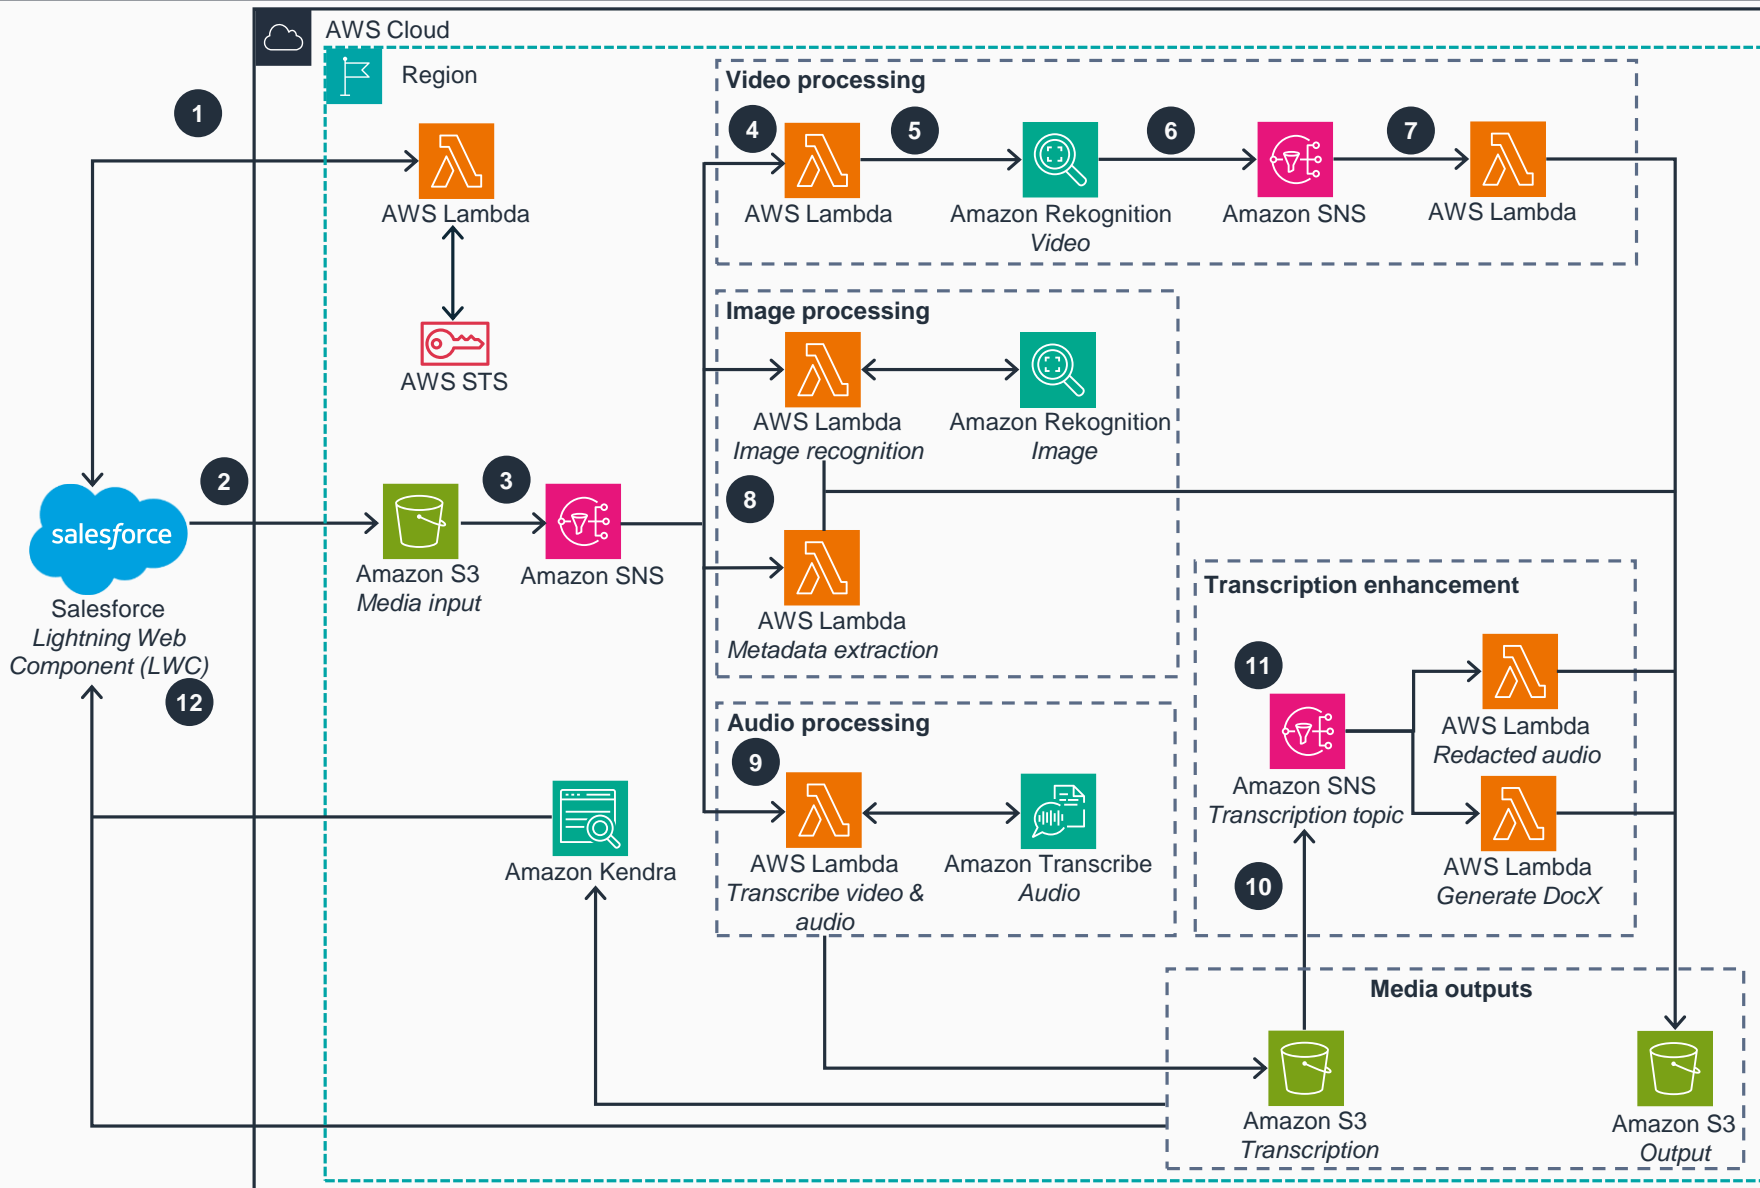 AWS Cloud
Region
1
AWS Lambda
AWS STS
2
salesforce
Salesforce
Lightning Web
Component (LWC)
12
Amazon S3
Media input
3
Amazon SNS
Video processing
4
AWS Lambda
5
Amazon Rekognition
Video
6
Amazon SNS
7
AWS Lambda
Image processing
AWS Lambda
Image recognition
Amazon Rekognition
Image
8
AWS Lambda
Metadata extraction
Audio processing
9
AWS Lambda
Transcribe video &
audio
Amazon Transcribe
Audio
Amazon Kendra
Transcription enhancement
11
Amazon SNS
Transcription topic
AWS Lambda
Redacted audio
AWS Lambda
Generate DocX
10
Media outputs
Amazon S3
Transcription
Amazon S3
Output